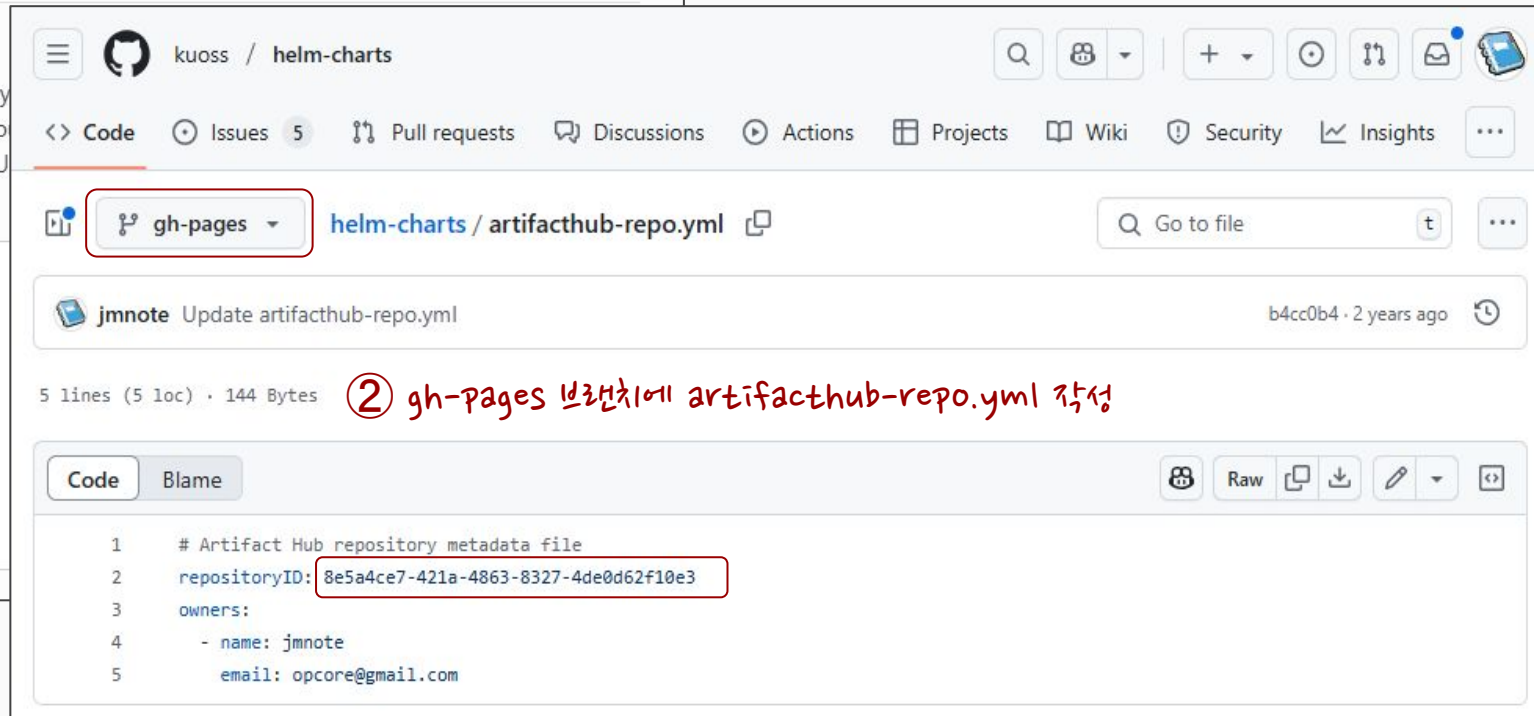 kuoss / helm-charts
Code Issues 5 Pull requests Discussions Actions Projects Wiki Security Insights
gh-pages helm-charts / artifacthub-repo.yml Go to file t
jmnote Update artifacthub-repo.yml b4cc0b4 · 2 years ago
5 lines (5 loc) · 144 Bytes
② gh-pages 브랜치에 artifacthub-repo.yml 작성
Code Blame Raw
1 # Artifact Hub repository metadata file
2 repositoryID: 8e5a4ce7-421a-4863-8327-4de0d62f10e3
3 owners:
4 - name: jmnote
5 email: opcore@gmail.com